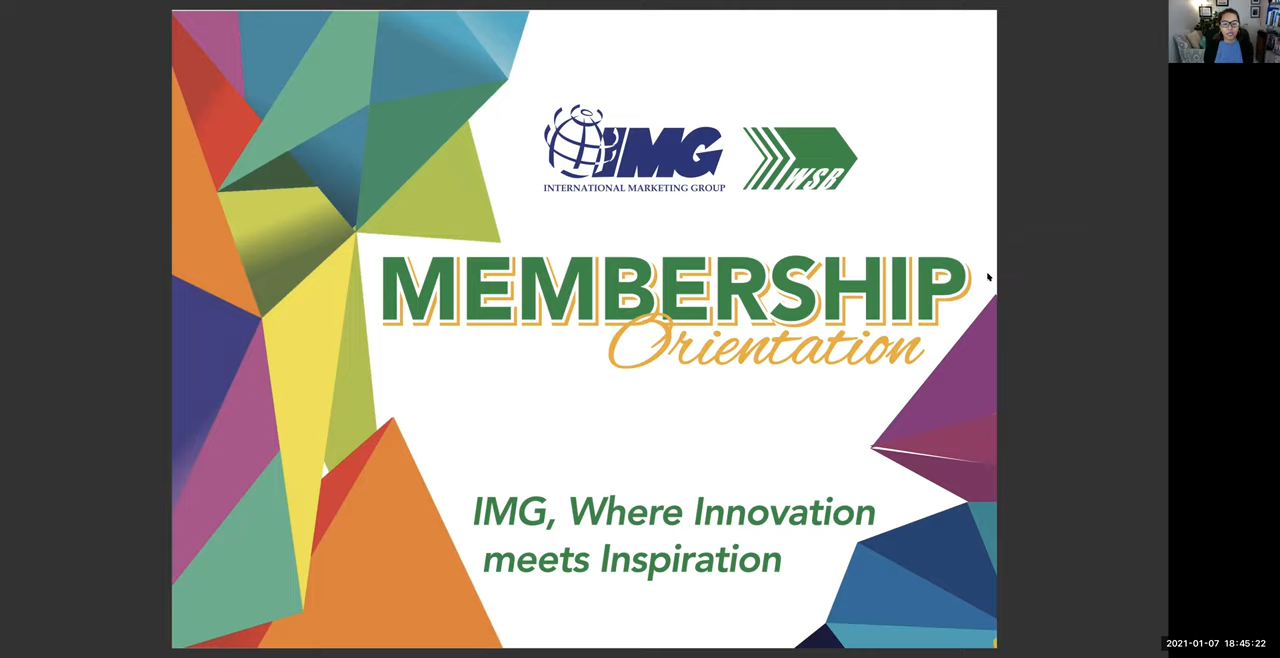 IMG
INTERNATIONAL MARKETING GROUP
WSB
MEMBERSHIP
Orientation
IMG, Where Innovation
meets Inspiration
2021-01-07 18:45:22